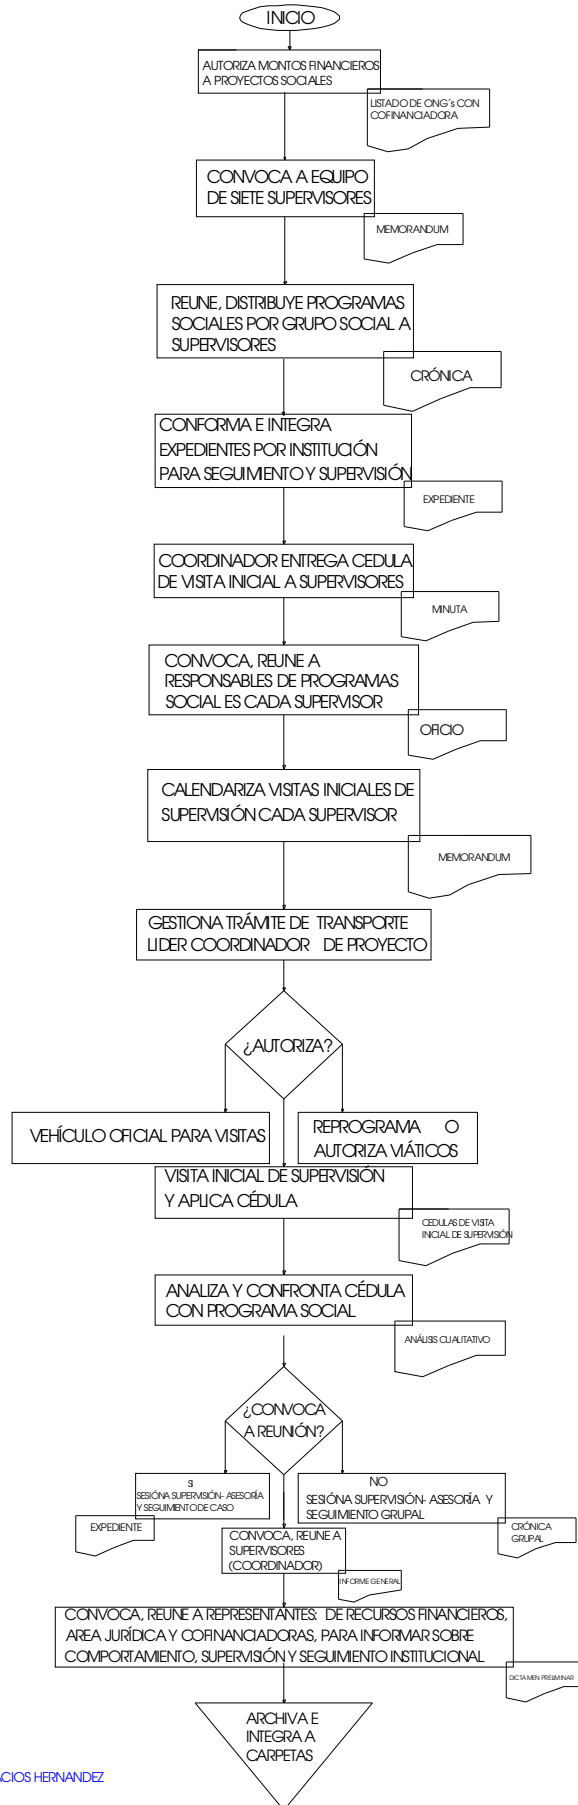 INICIO
AUTORIZA MONTOS FINANCIEROS
A PROYECTOS SOCIALES
LISTADO DE ONG´s CON
COFINANCIADORA
CONVOCA A EQUIPO
DE SIETE SUPERVISORES
MEMORANDUM
REUNE, DISTRIBUYE PROGRAMAS
SOCIALES POR GRUPO SOCIAL A
SUPERVISORES
CRÓNICA
CONFORMA E INTEGRA
EXPEDIENTES POR INSTITUCIÓN
PARA SEGUIMIENTO Y SUPERVISIÓN
EXPEDIENTE
COORDINADOR ENTREGA CEDULA
DE VISITA INICIAL A SUPERVISORES
MINUTA
CONVOCA, REUNE A
RESPONSABLES DE PROGRAMAS
SOCIAL ES CADA SUPERVISOR
OFICIO
CALENDARIZA VISITAS INICIALES DE
SUPERVISIÓN CADA SUPERVISOR
MEMORANDUM
GESTIONA TRÁMITE DE TRANSPORTE
LIDER COORDINADOR DE PROYECTO
¿AUTORIZA?
VEHÍCULO OFICIAL PARA VISITAS
REPROGRAMA O
AUTORIZA VIÁTICOS
VISITA INICIAL DE SUPERVISIÓN
Y APLICA CÉDULA
CEDULAS DE VISITA
INICIAL DE SUPERVISIÓN
ANALIZA Y CONFRONTA CÉDULA
CON PROGRAMA SOCIAL
ANÁLISIS CUALITATIVO
¿CONVOCA
A REUNIÓN?
SI
SESIÓNA SUPERVISIÓN- ASESORÍA
Y SEGUIMIENTO DE CASO
EXPEDIENTE
NO
SESIÓNA SUPERVISIÓN- ASESORÍA Y
SEGUIMIENTO GRUPAL
CRÓNICA
GRUPAL
CONVOCA, REUNE A
SUPERVISORES
(COORDINADOR)
INFORME GENERAL
CONVOCA, REUNE A REPRESENTANTES: DE RECURSOS FINANCIEROS,
AREA JURÍDICA Y COFINANCIADORAS, PARA INFORMAR SOBRE
COMPORTAMIENTO, SUPERVISIÓN Y SEGUIMIENTO INSTITUCIONAL
DICTAMEN PRELIMINAR
ARCHIVA E
INTEGRA A
CARPETAS
ACIOS HERNANDEZ